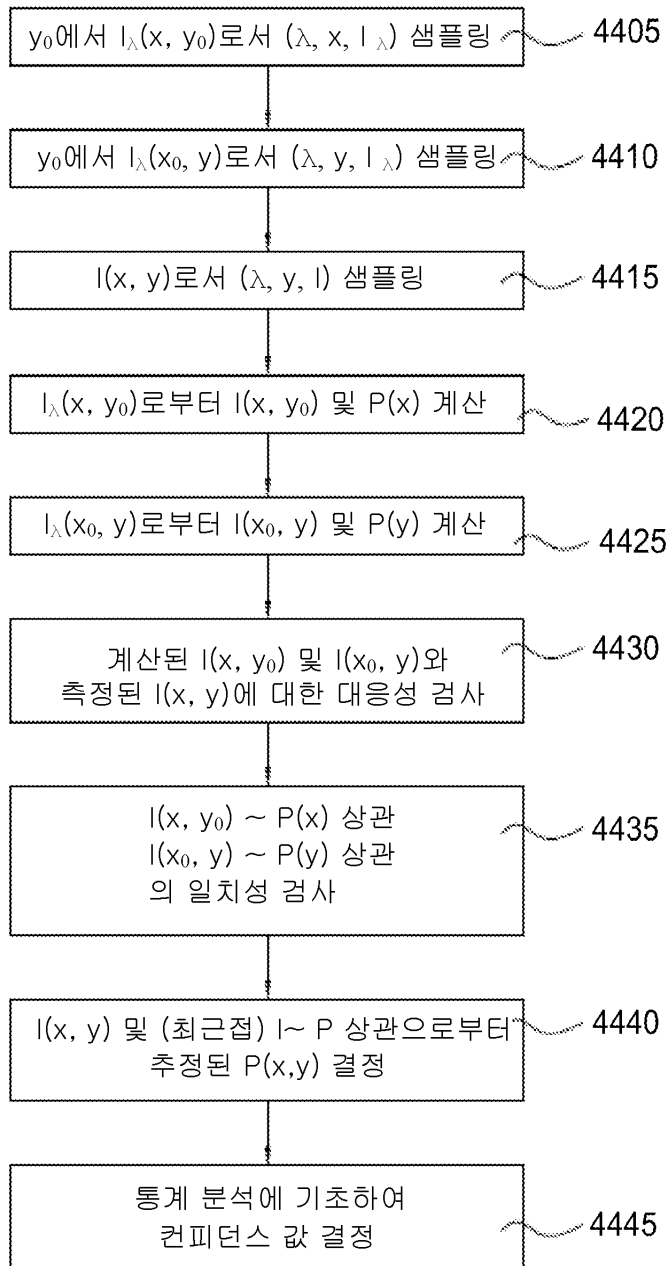 y₀에서 I_λ(x, y₀)로서 (λ, x, I_λ) 샘플링 4405
y₀에서 I_λ(x₀, y)로서 (λ, y, I_λ) 샘플링 4410
I(x, y)로서 (λ, y, I) 샘플링 4415
I_λ(x, y₀)로부터 I(x, y₀) 및 P(x) 계산 4420
I_λ(x₀, y)로부터 I(x₀, y) 및 P(y) 계산 4425
계산된 I(x, y₀) 및 I(x₀, y)와
측정된 I(x, y)에 대한 대응성 검사
4430
I(x, y₀) ~ P(x) 상관
I(x₀, y) ~ P(y) 상관
의 일치성 검사
4435
I(x, y) 및 (최근접) I~ P 상관으로부터
추정된 P(x,y) 결정
4440
통계 분석에 기초하여
컨피던스 값 결정
4445